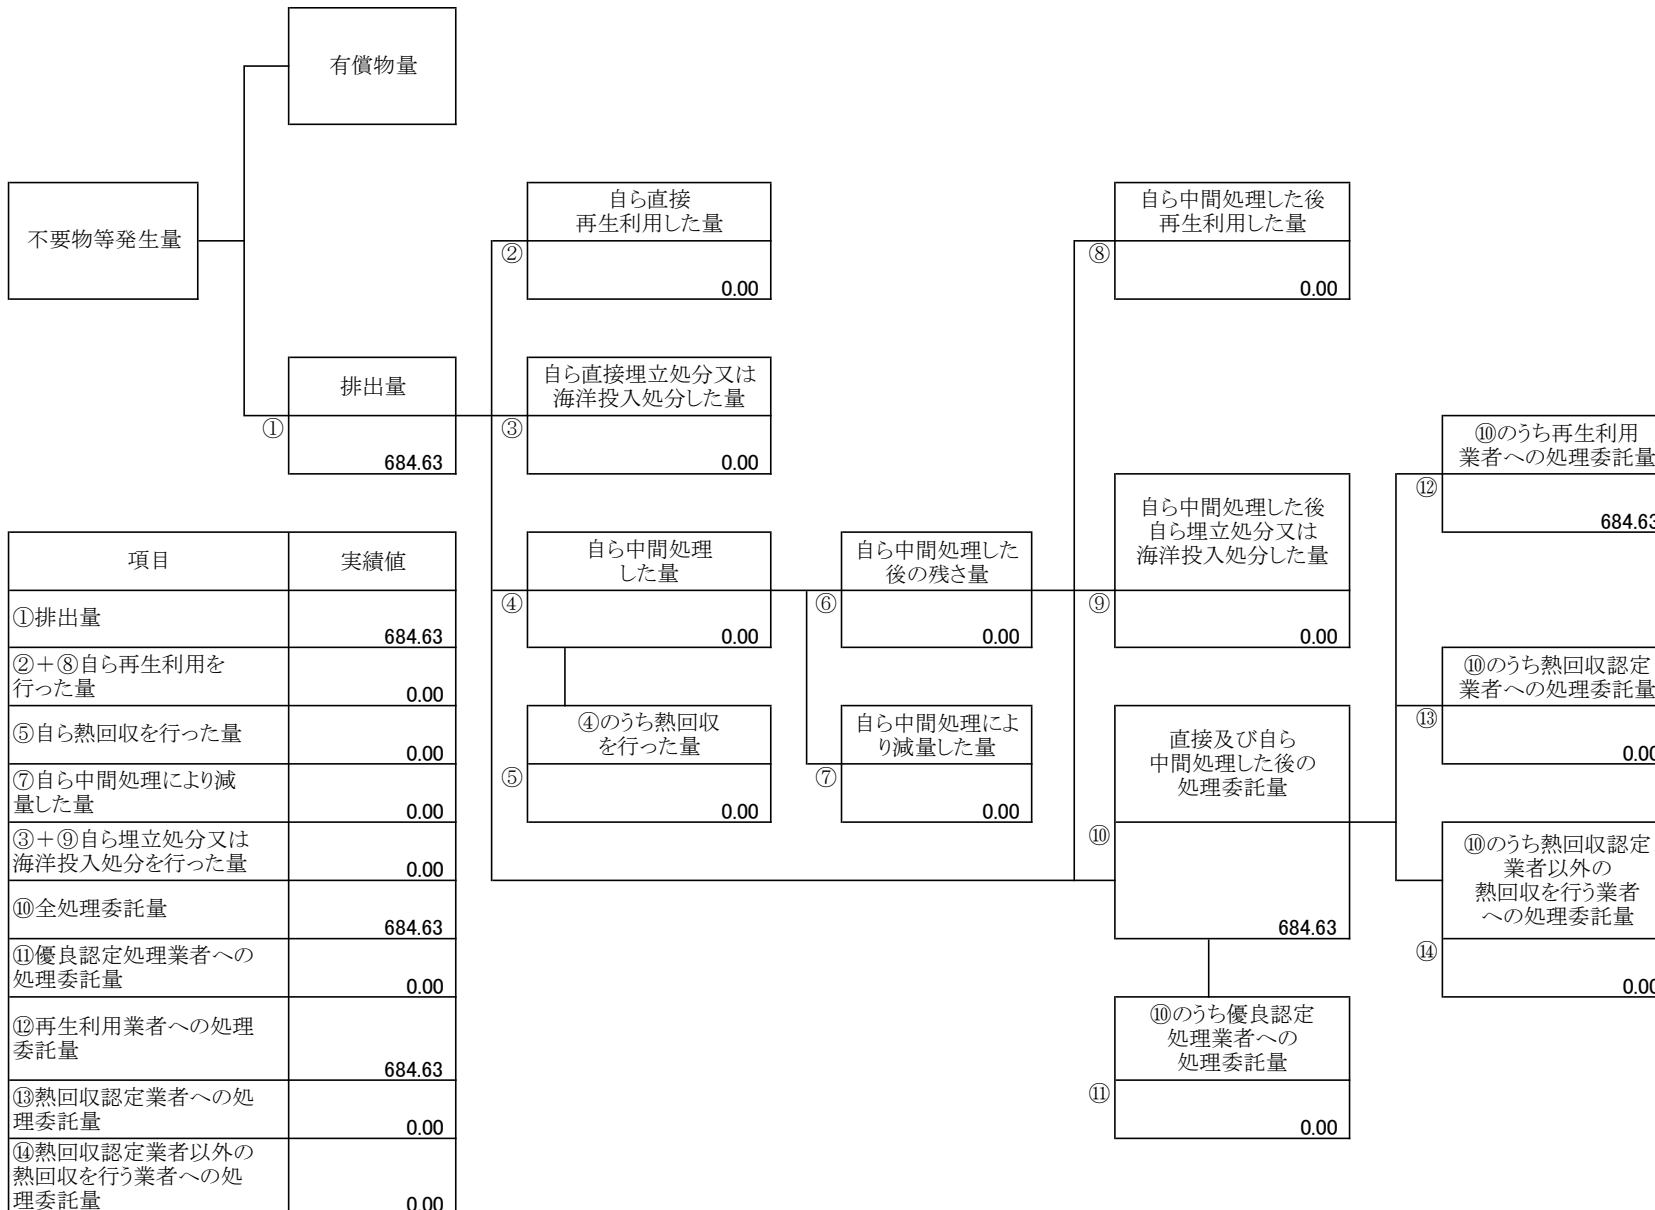 有償物量
不要物等発生量
自ら直接
再生利用した量
②
0.00
自ら中間処理した後
再生利用した量
⑧
0.00
排出量
①
684.63
自ら直接埋立処分又は
海洋投入処分した量
③
0.00
⑩のうち再生利用
業者への処理委託量
⑫
684.63
自ら中間処理
した量
④
0.00
自ら中間処理した
後の残さ量
⑥
0.00
自ら中間処理した後
自ら埋立処分又は
海洋投入処分した量
⑨
0.00
④のうち熱回収
を行った量
⑤
0.00
自ら中間処理によ
り減量した量
⑦
0.00
直接及び自ら
中間処理した後の
処理委託量
⑩
684.63
⑩のうち熱回収認定
業者への処理委託量
⑬
0.00
⑩のうち熱回収認定
業者以外の
熱回収を行う業者
への処理委託量
⑭
0.00
⑩のうち優良認定
処理業者への
処理委託量
⑪
0.00
項目 実績値
①排出量
684.63
②+⑧自ら再生利用を
行った量
0.00
⑤自ら熱回収を行った量
0.00
⑦自ら中間処理により減
量した量
0.00
③+⑨自ら埋立処分又は
海洋投入処分を行った量
0.00
⑩全処理委託量
684.63
⑪優良認定処理業者への
処理委託量
0.00
⑫再生利用業者への処理
委託量
684.63
⑬熱回収認定業者への処
理委託量
0.00
⑭熱回収認定業者以外の
熱回収を行う業者への処
理委託量
0.00